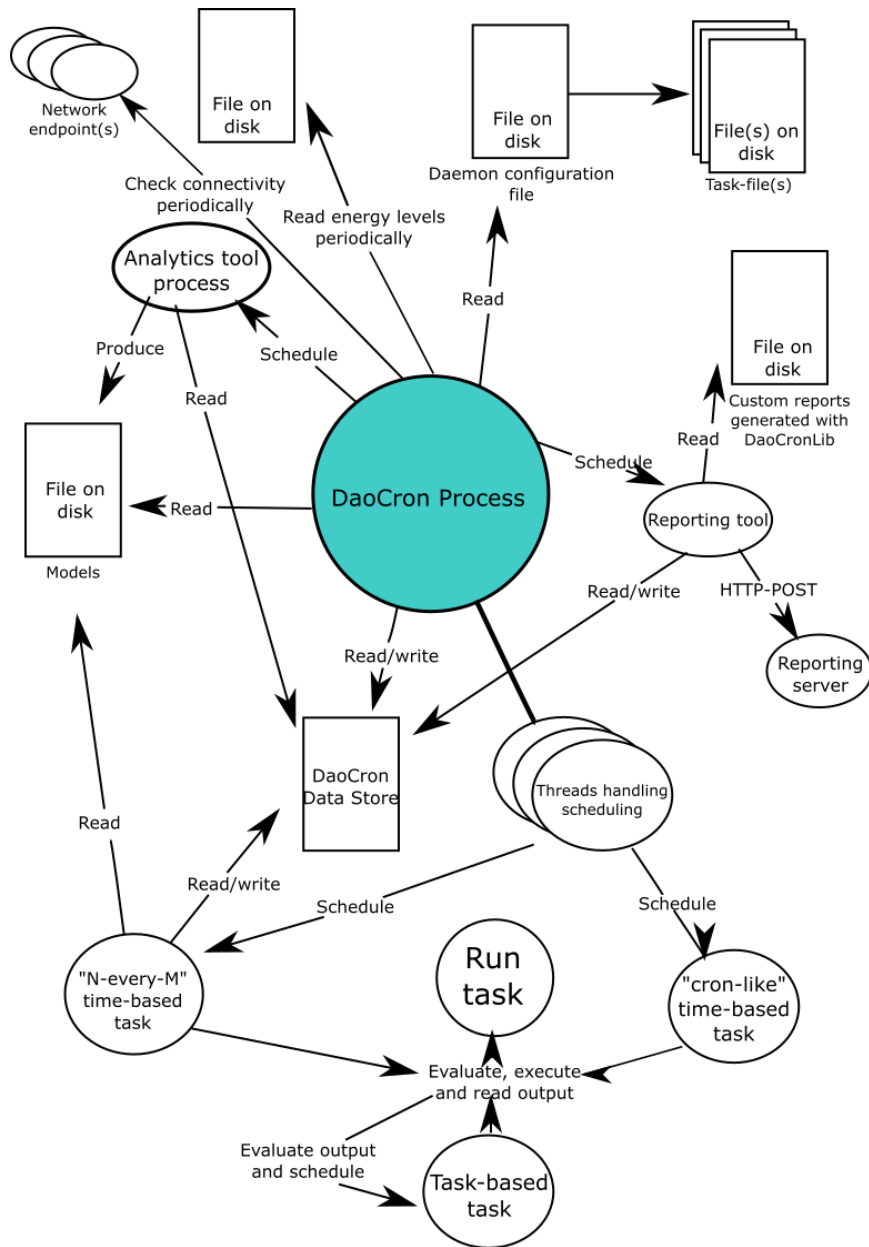 Network
endpoint(s)
File on
disk
File on
disk
Daemon configuration
file
File(s) on
disk
Task-file(s)
Check connectivity
periodically
Read energy levels
periodically
Analytics tool
process
Read
Produce
Schedule
Read
File on
disk
Custom reports
generated with
DaoCronLib
Read
Schedule
File on
disk
Models
Read
DaoCron Process
Reporting tool
Read/write
HTTP-POST
Read/write
Reporting
server
DaoCron
Data Store
Threads handling
scheduling
Read
Read/write
Schedule
Schedule
"N-every-M"
time-based
task
Run
task
"cron-like"
time-based
task
Evaluate, execute
and read output
Evaluate output
and schedule
Task-based
task